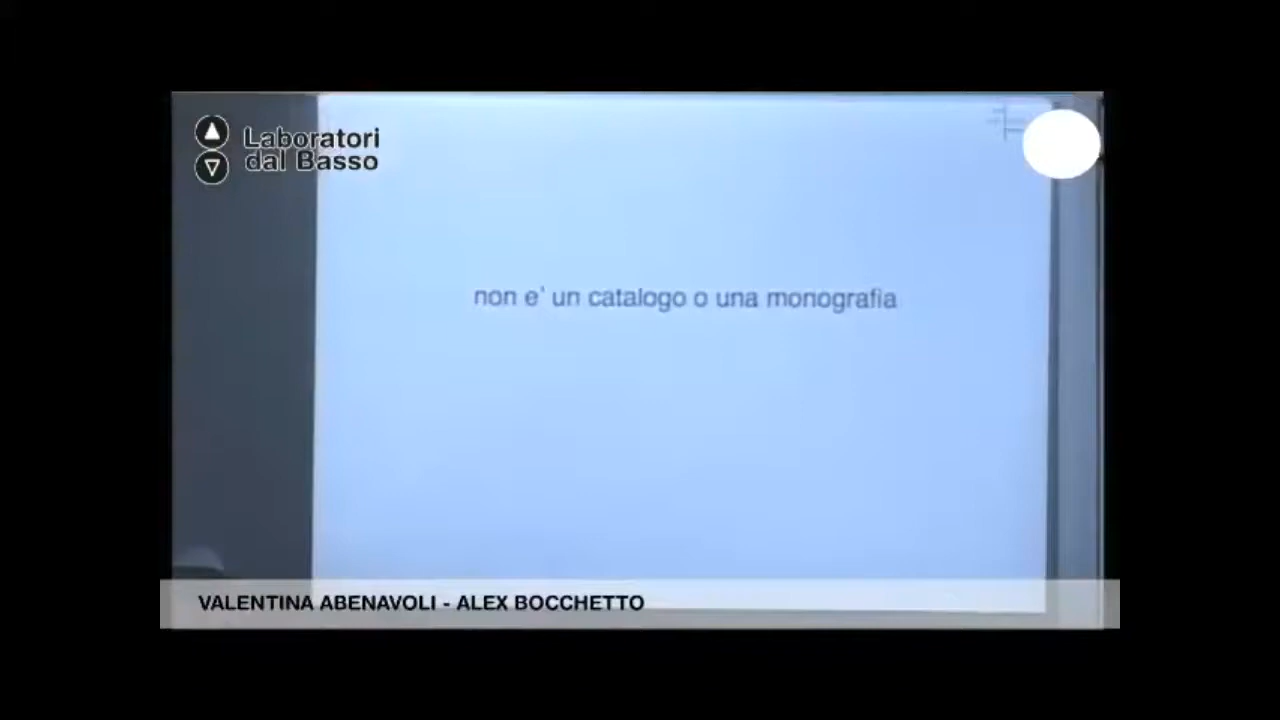 Laboratori
dal Basso
non e' un catalogo o una monografia
VALENTINA ABENAVOLI - ALEX BOCCHETTO